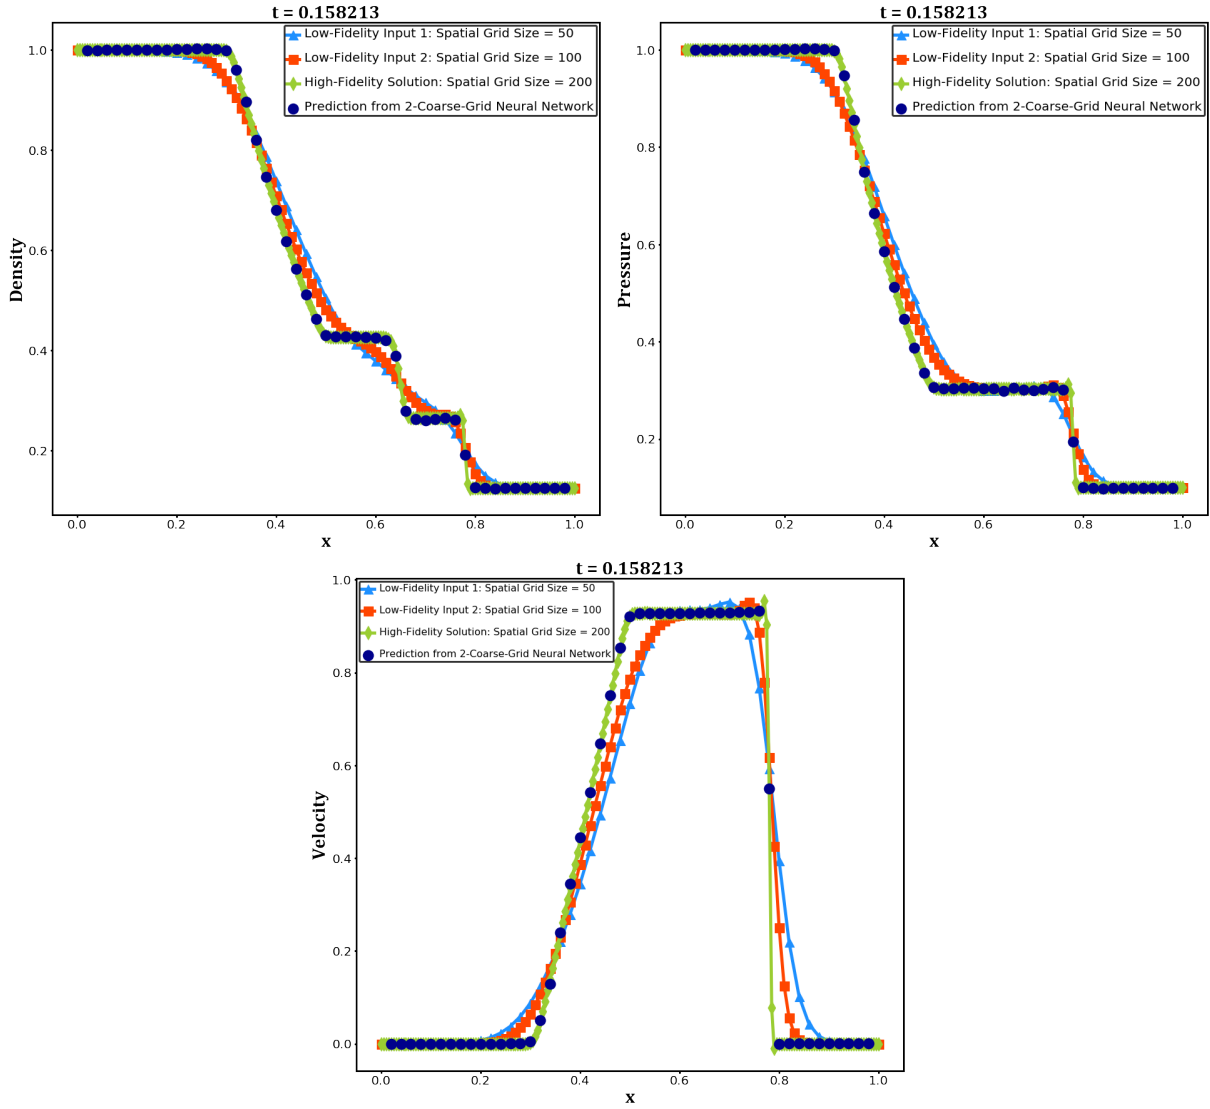 t = 0.158213
Low-Fidelity Input 1: Spatial Grid Size = 50
Low-Fidelity Input 2: Spatial Grid Size = 100
High-Fidelity Solution: Spatial Grid Size = 200
Prediction from 2-Coarse-Grid Neural Network
1.0
0.8
0.6
0.4
0.2
Density
0.0 0.2 0.4 0.6 0.8 1.0
x
t = 0.158213
Low-Fidelity Input 1: Spatial Grid Size = 50
Low-Fidelity Input 2: Spatial Grid Size = 100
High-Fidelity Solution: Spatial Grid Size = 200
Prediction from 2-Coarse-Grid Neural Network
1.0
0.8
0.6
0.4
0.2
Pressure
0.0 0.2 0.4 0.6 0.8 1.0
x
t = 0.158213
Low-Fidelity Input 1: Spatial Grid Size = 50
Low-Fidelity Input 2: Spatial Grid Size = 100
High-Fidelity Solution: Spatial Grid Size = 200
Prediction from 2-Coarse-Grid Neural Network
1.0
0.8
0.6
0.4
0.2
0.0
Velocity
0.0 0.2 0.4 0.6 0.8 1.0
x